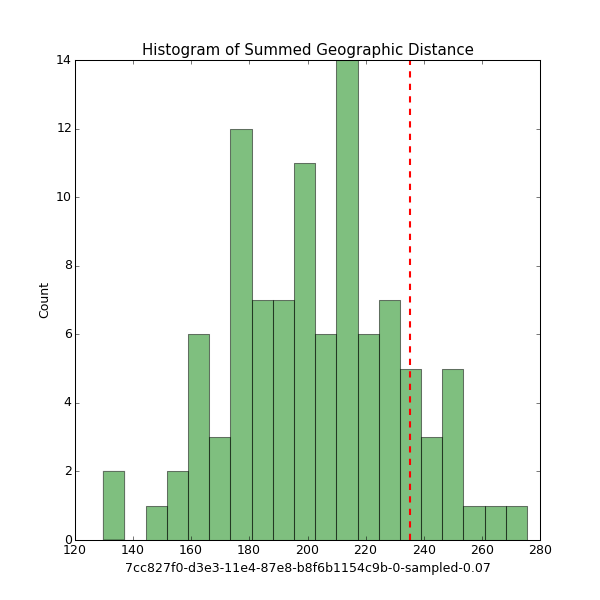 Histogram of Summed Geographic Distance
14
12
10
8
6
4
2
0
Count
120 140 160 180 200 220 240 260 280
7cc827f0-d3e3-11e4-87e8-b8f6b1154c9b-0-sampled-0.07